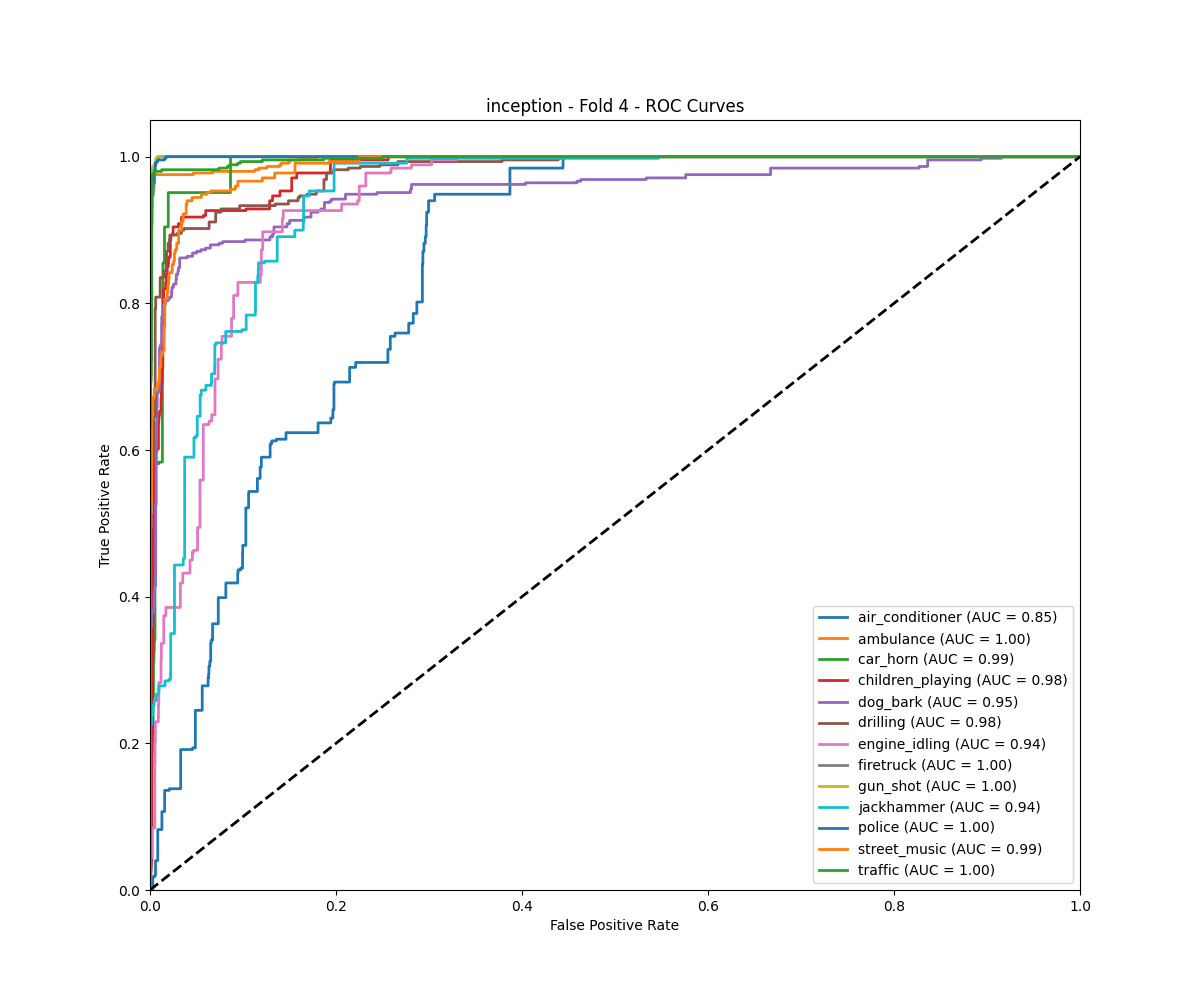 inception - Fold 4 - ROC Curves
True Positive Rate
1.0
0.8
0.6
0.4
0.2
0.0
air_conditioner (AUC = 0.85)
ambulance (AUC = 1.00)
car_horn (AUC = 0.99)
children_playing (AUC = 0.98)
dog_bark (AUC = 0.95)
drilling (AUC = 0.98)
engine_idling (AUC = 0.94)
firetruck (AUC = 1.00)
gun_shot (AUC = 1.00)
jackhammer (AUC = 0.94)
police (AUC = 1.00)
street_music (AUC = 0.99)
traffic (AUC = 1.00)
0.0 0.2 0.4 0.6 0.8 1.0
False Positive Rate